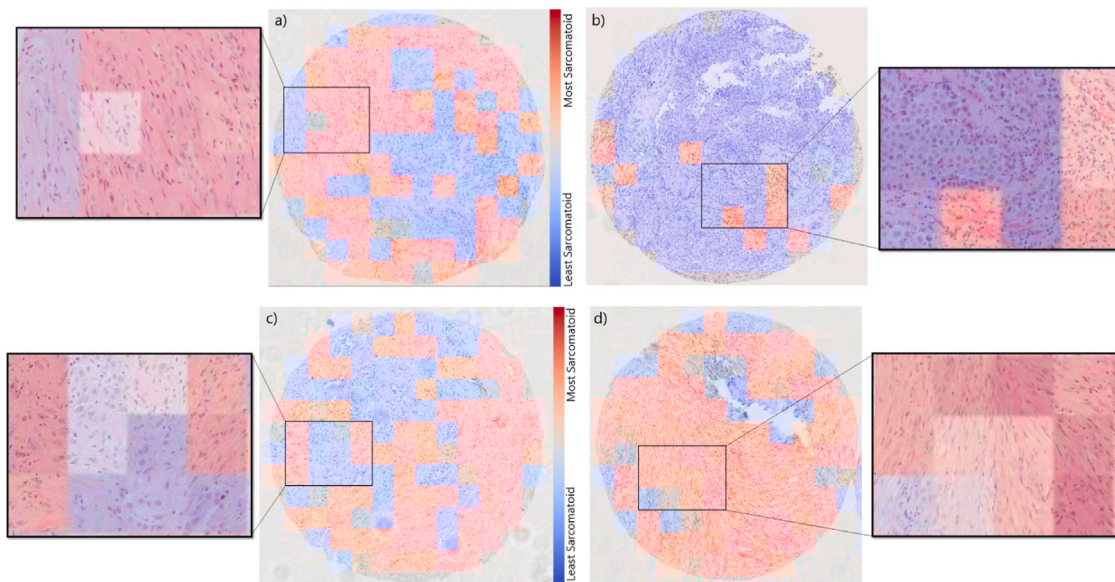 a)
Most Sarcomatoid
Least Sarcomatoid
b)
c)
Most Sarcomatoid
Least Sarcomatoid
d)